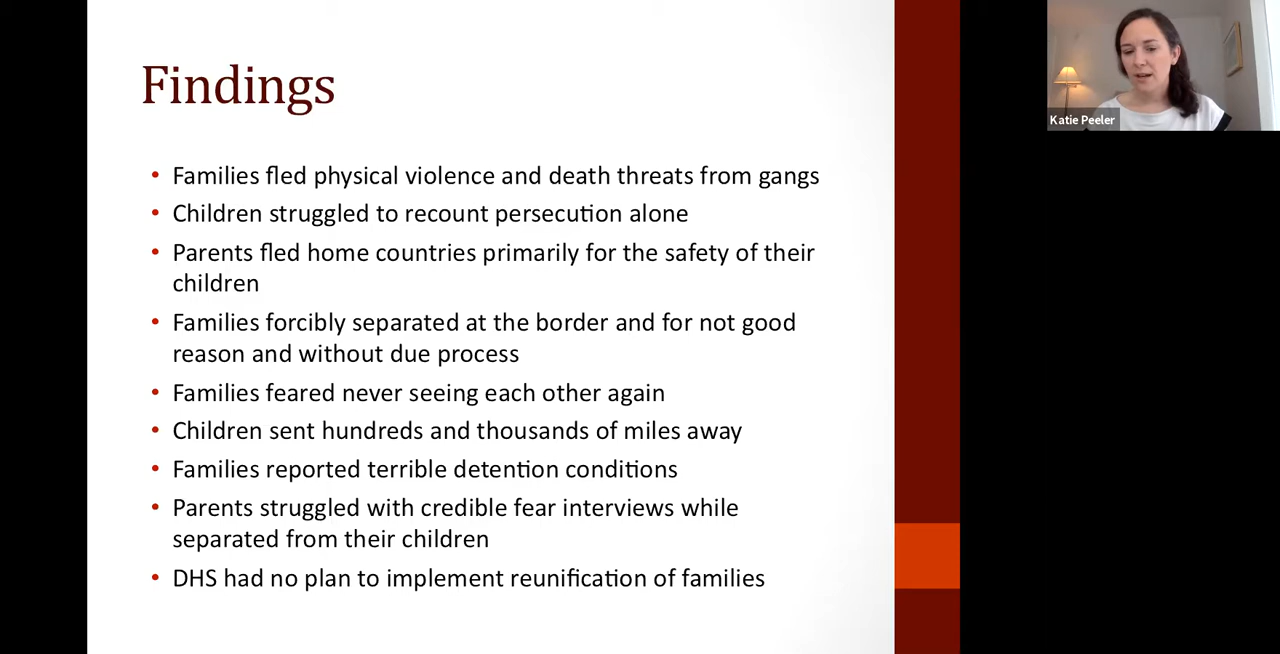 Findings
• Families fled physical violence and death threats from gangs
• Children struggled to recount persecution alone
• Parents fled home countries primarily for the safety of their
children
• Families forcibly separated at the border and for not good
reason and without due process
• Families feared never seeing each other again
• Children sent hundreds and thousands of miles away
• Families reported terrible detention conditions
• Parents struggled with credible fear interviews while
separated from their children
• DHS had no plan to implement reunification of families
Katie Peeler